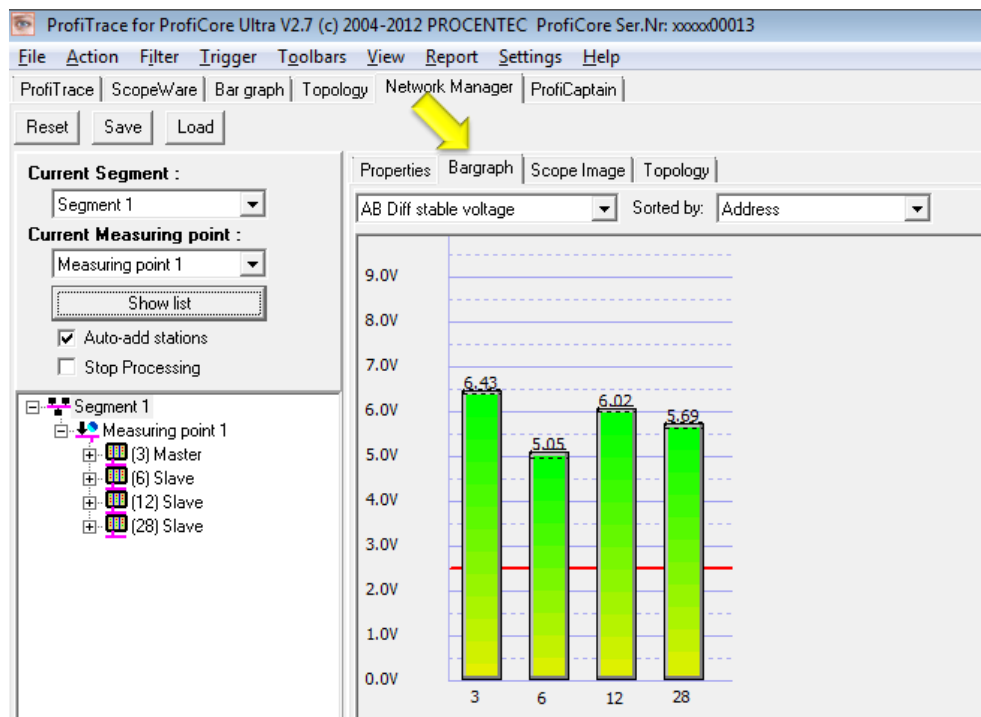 ProfiTrace for ProfiCore Ultra V2.7 (c) 2004-2012 PROCENTEC ProfiCore Ser.Nr: xxxxx00013
File Action Filter Trigger Toolbars View Report Settings Help
ProfiTrace ScopeWare Bar graph Topology Network Manager ProfiCaptain
Reset Save Load
Current Segment :
Segment 1
Current Measuring point :
Measuring point 1
Show list
Auto-add stations
Stop Processing
Segment 1
Measuring point 1
(3) Master
(6) Slave
(12) Slave
(28) Slave
Properties Bargraph Scope Image Topology
AB Diff stable voltage Sorted by: Address
9.0V
8.0V
7.0V
6.0V
5.0V
4.0V
3.0V
2.0V
1.0V
0.0V
6.43 5.05 6.02 5.69
3 6 12 28